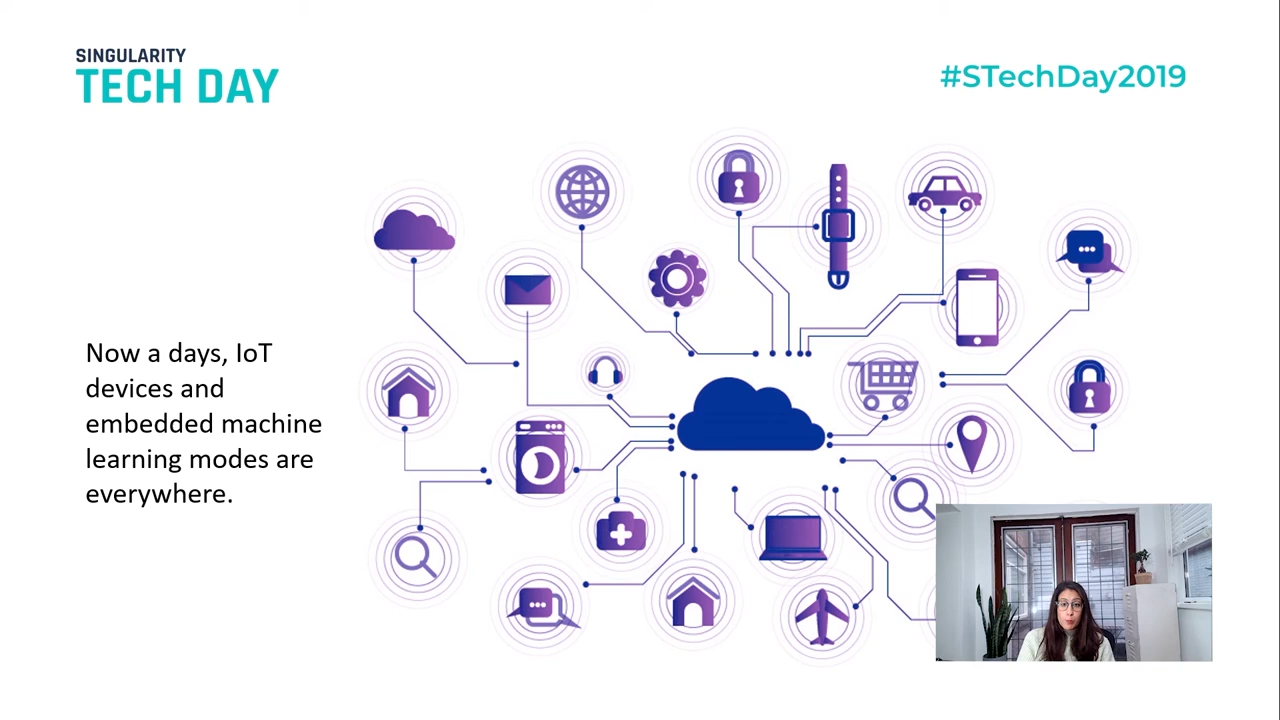 SINGULARITY
TECH DAY
#STechDay2019
Now a days, IoT
devices and
embedded machine
learning modes are
everywhere.